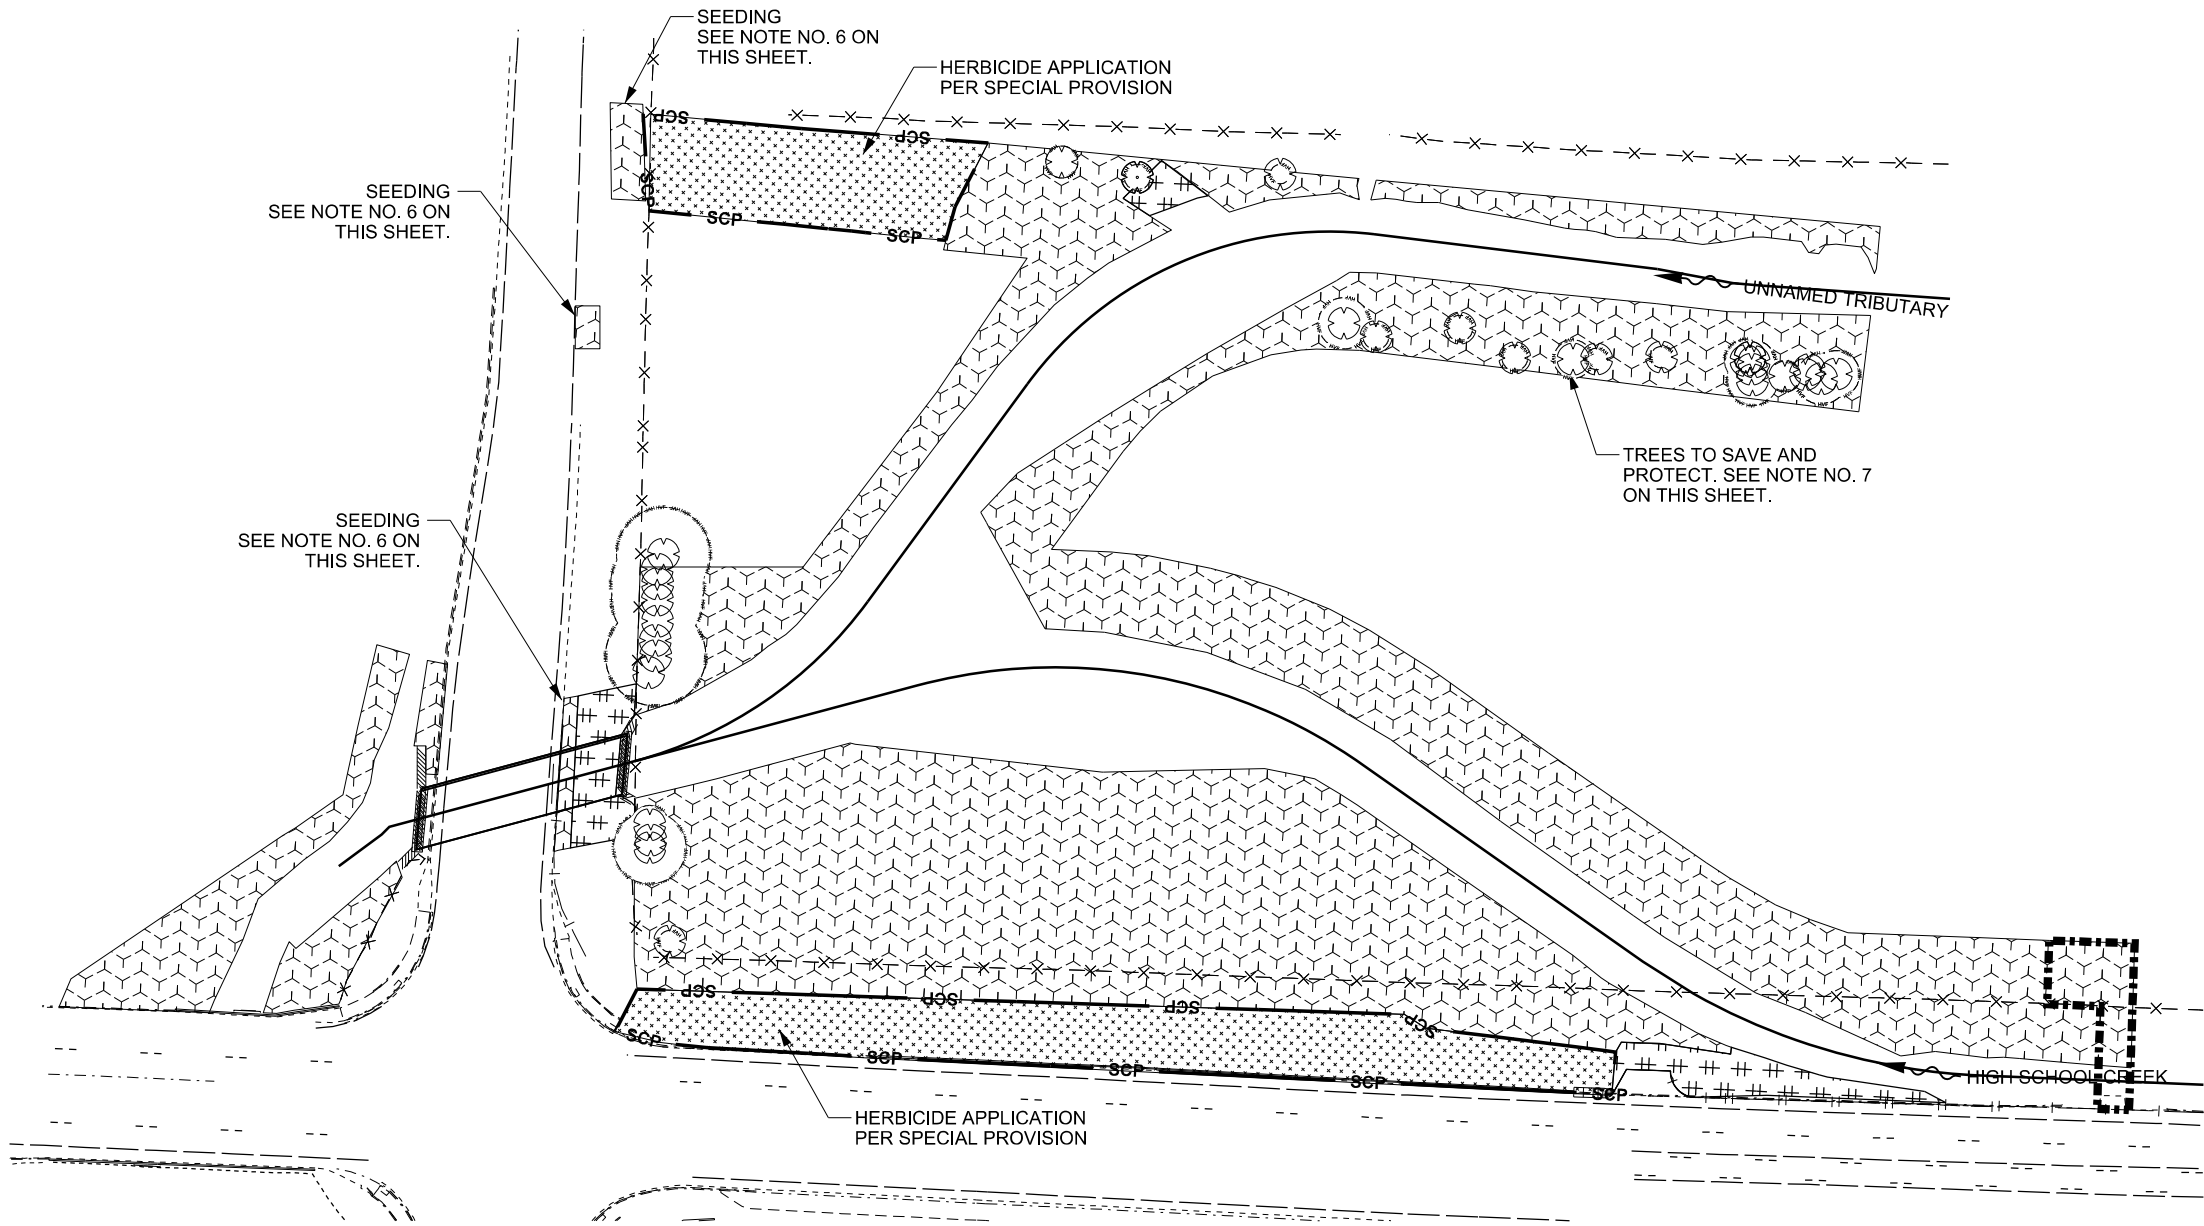 SEEDING
SEE NOTE NO. 6 ON
THIS SHEET.
HERBICIDE APPLICATION
PER SPECIAL PROVISION
SCP
SCP
SCP
SCP
SCP
SEEDING
SEE NOTE NO. 6 ON
THIS SHEET.
UNNAMED TRIBUTARY
TREES TO SAVE AND
PROTECT. SEE NOTE NO. 7
ON THIS SHEET.
SEEDING
SEE NOTE NO. 6 ON
THIS SHEET.
SCP
SCP
SCP
SCP
SCP
SCP
SCP
SCP
SCP
HIGH SCHOOL CREEK
HERBICIDE APPLICATION
PER SPECIAL PROVISION